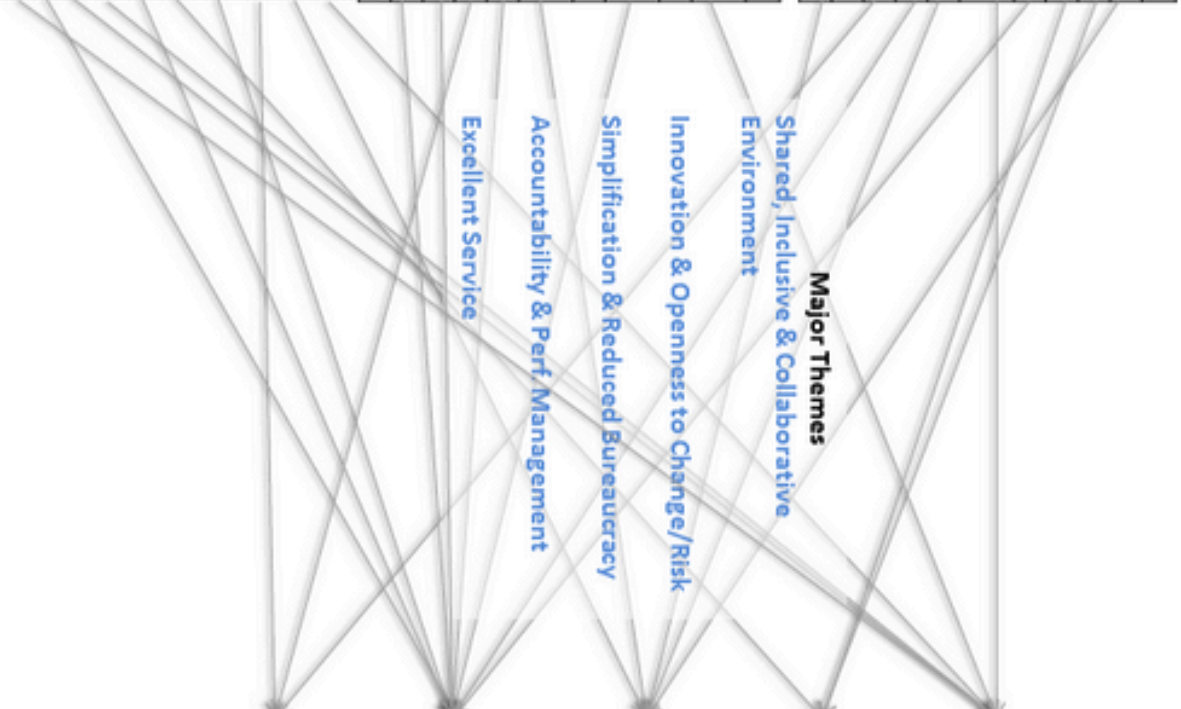 Major Themes
Shared, Inclusive & Collaborative
Environment
Innovation & Openness to Change/Risk
Simplification & Reduced Bureaucracy
Accountability & Perf. Management
Excellent Service